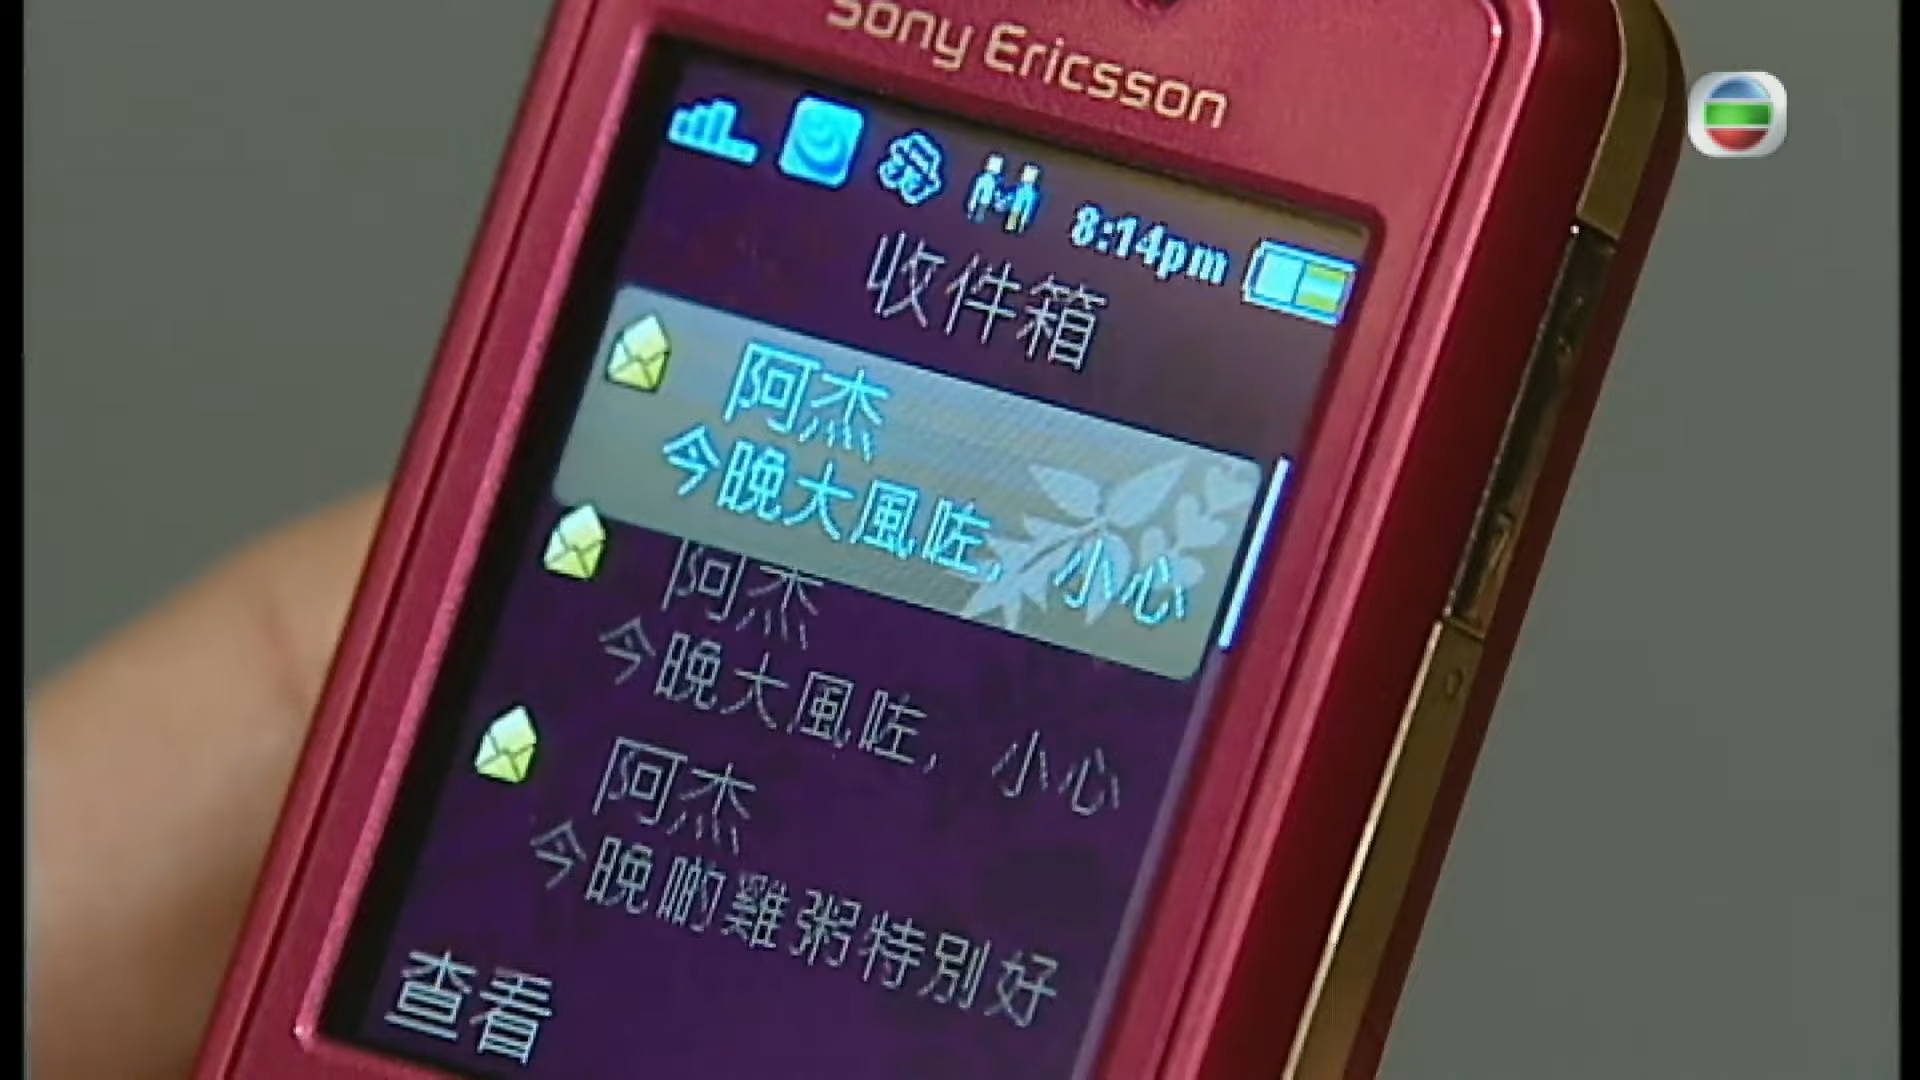 Sony Ericsson
8:14pm
收件箱
阿杰
今晚大風咗，小心
阿杰
今晚大風咗，小心
阿杰
今晚啲雞粥特別好
查看